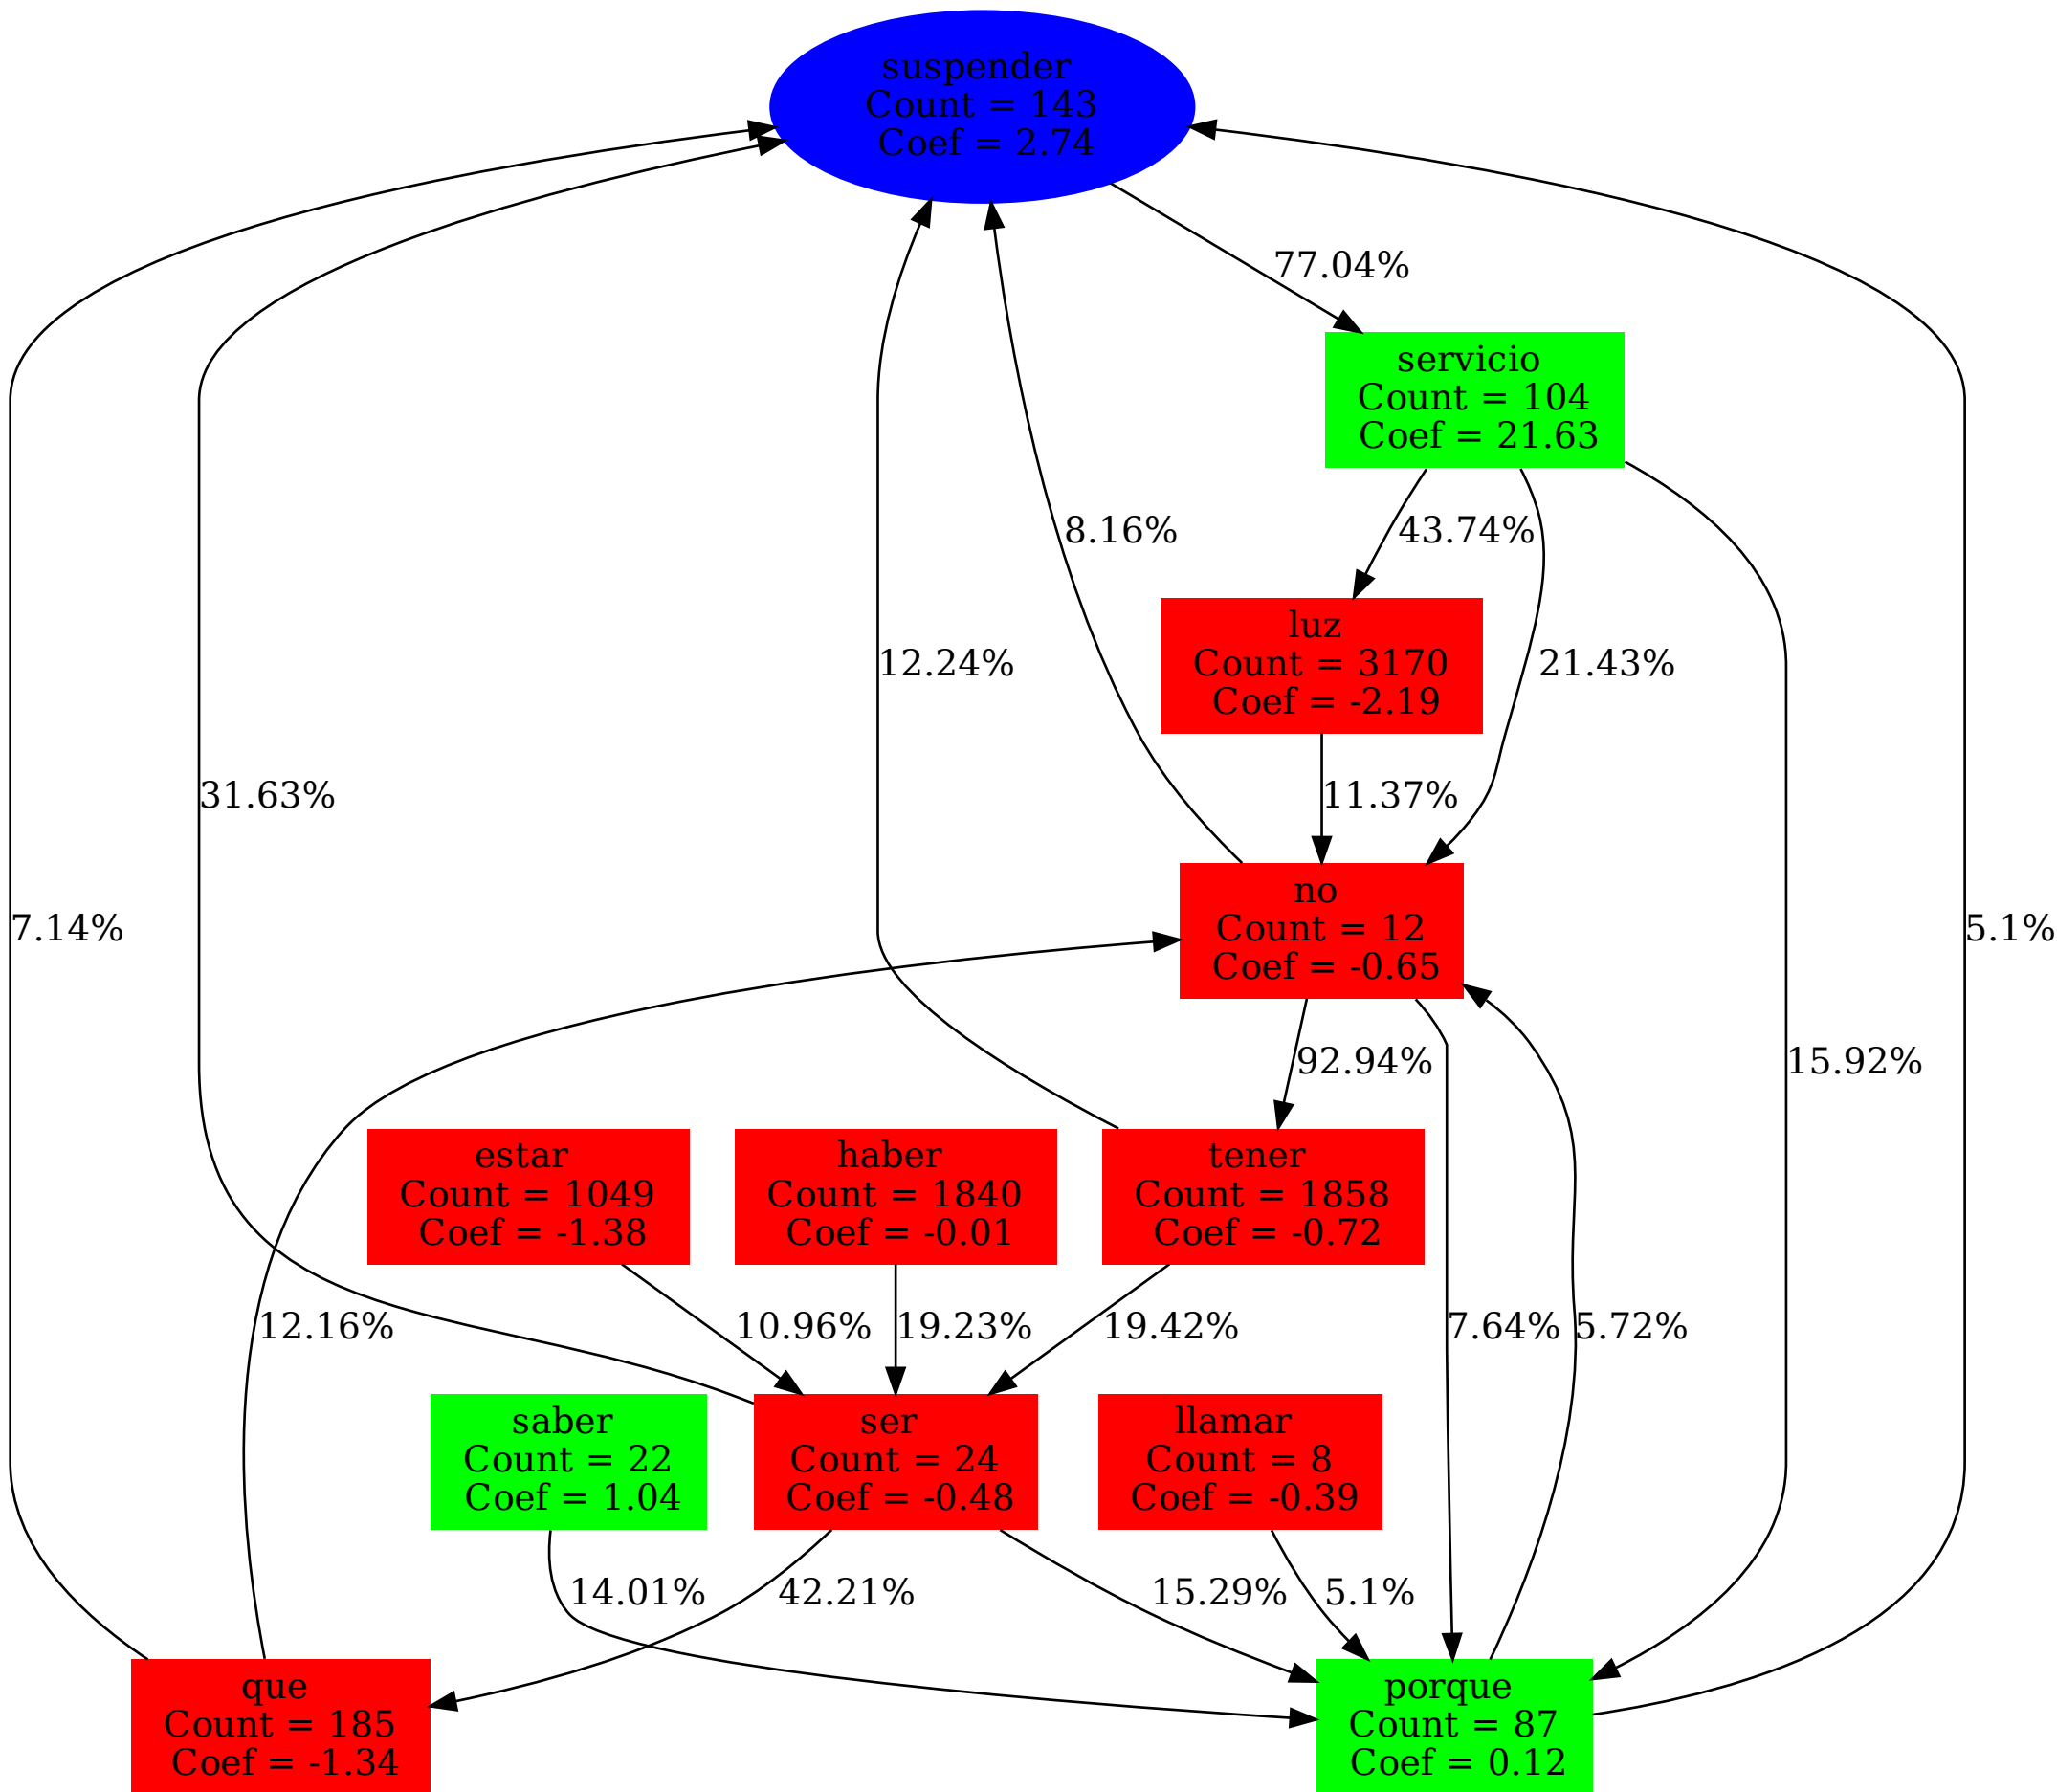 suspender
Count = 143
Coef = 2.74
77.04%
servicio
Count = 104
Coef = 21.63
8.16%
43.74%
luz
Count = 3170
Coef = -2.19
12.24%
21.43%
31.63%
11.37%
no
Count = 12
Coef = -0.65
7.14%
5.1%
92.94%
15.92%
estar
Count = 1049
Coef = -1.38
haber
Count = 1840
Coef = -0.01
tener
Count = 1858
Coef = -0.72
12.16%
10.96%
19.23%
19.42%
7.64%
5.72%
saber
Count = 22
Coef = 1.04
ser
Count = 24
Coef = -0.48
llamar
Count = 8
Coef = -0.39
14.01%
42.21%
15.29%
5.1%
que
Count = 185
Coef = -1.34
porque
Count = 87
Coef = 0.12